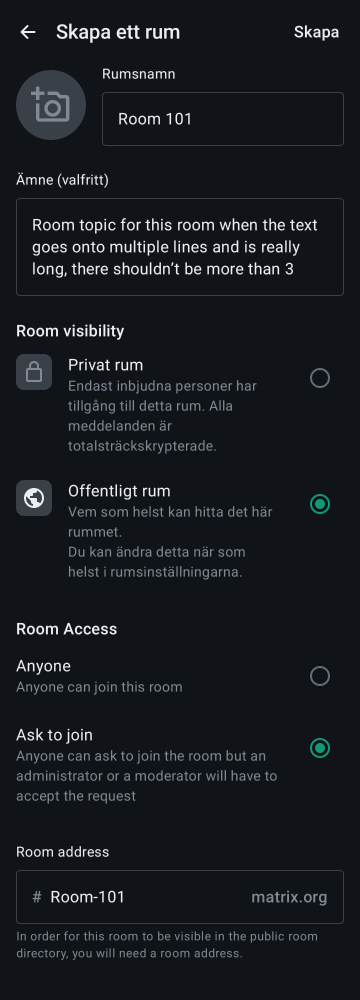 Skapa ett rum
Skapa
Rumsnamn
Room 101
Ämne (valfritt)
Room topic for this room when the text
goes onto multiple lines and is really
long, there shouldn’t be more than 3
Room visibility
Privat rum
Endast inbjudna personer har
tillgång till detta rum. Alla
meddelanden är
totalsträckskrypterade.
Offentligt rum
Vem som helst kan hitta det här
rummet.
Du kan ändra detta när som
helst i rumsinställningarna.
Room Access
Anyone
Anyone can join this room
Ask to join
Anyone can ask to join the room but an
administrator or a moderator will have to
accept the request
Room address
# Room-101 matrix.org
In order for this room to be visible in the public room
directory, you will need a room address.